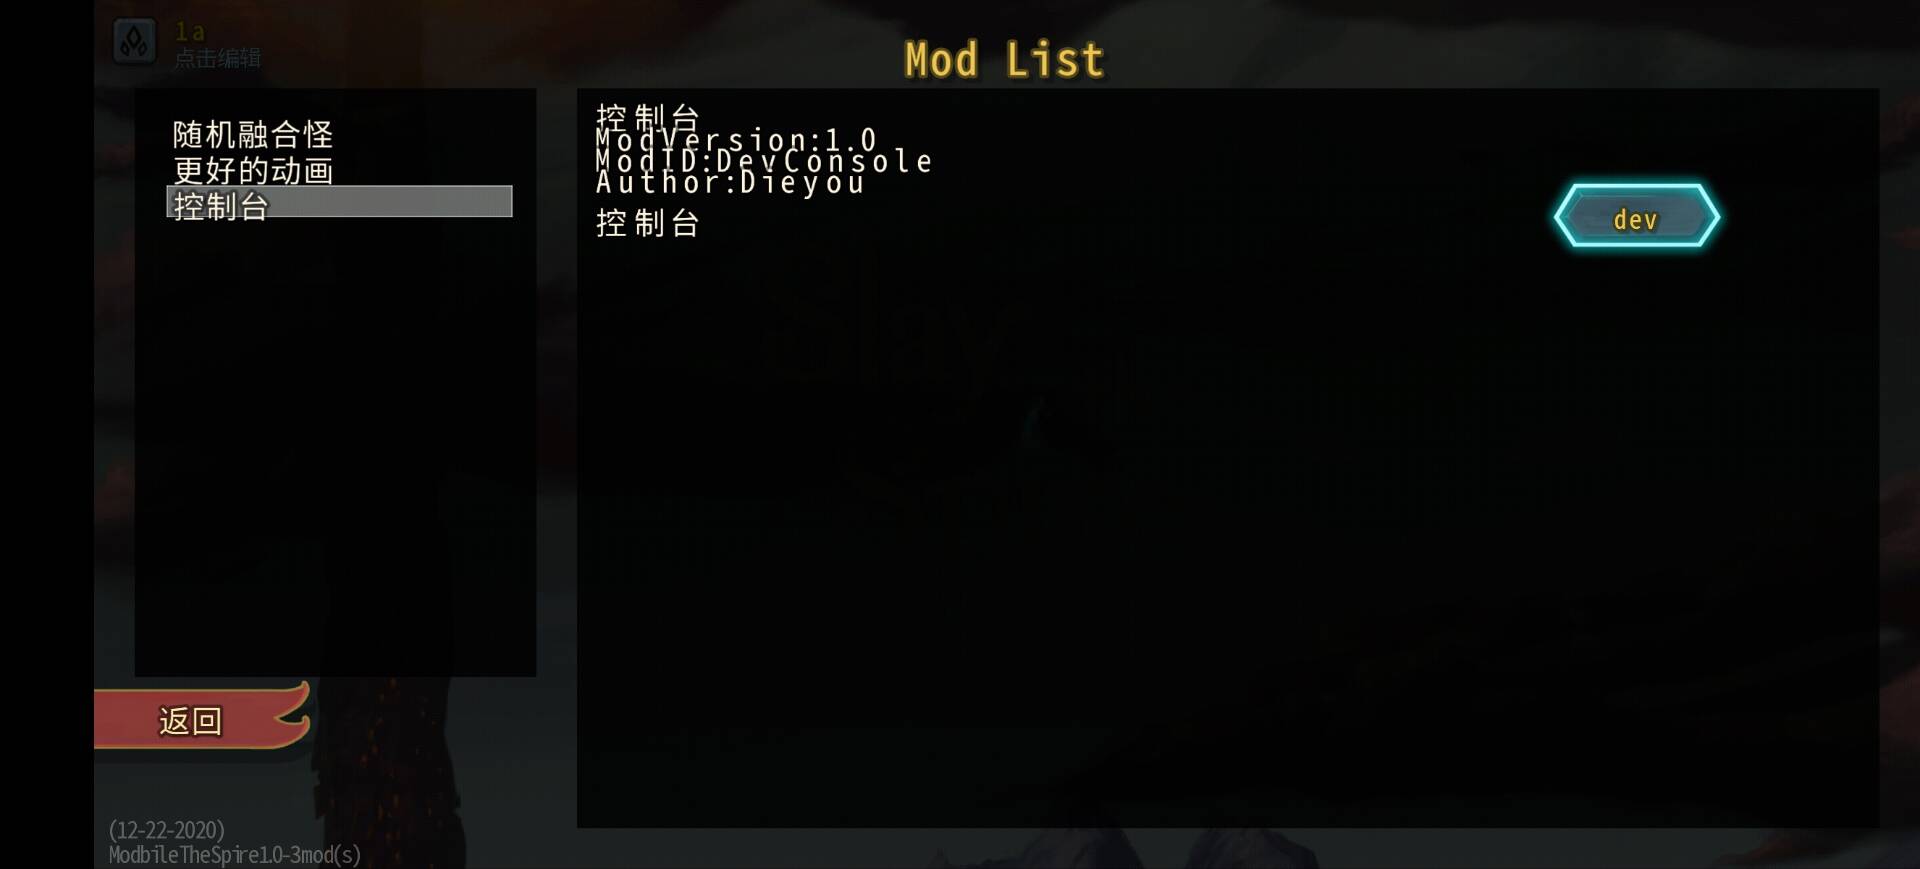 1a
点击编辑
Mod List
随机融合怪
更好的动画
控制台
控制台
ModVersion:1.0
ModID:DevConsole
Author:Dieyou
控制台
dev
返回
(12-22-2020)
ModbileTheSpire1.0-3mod(s)